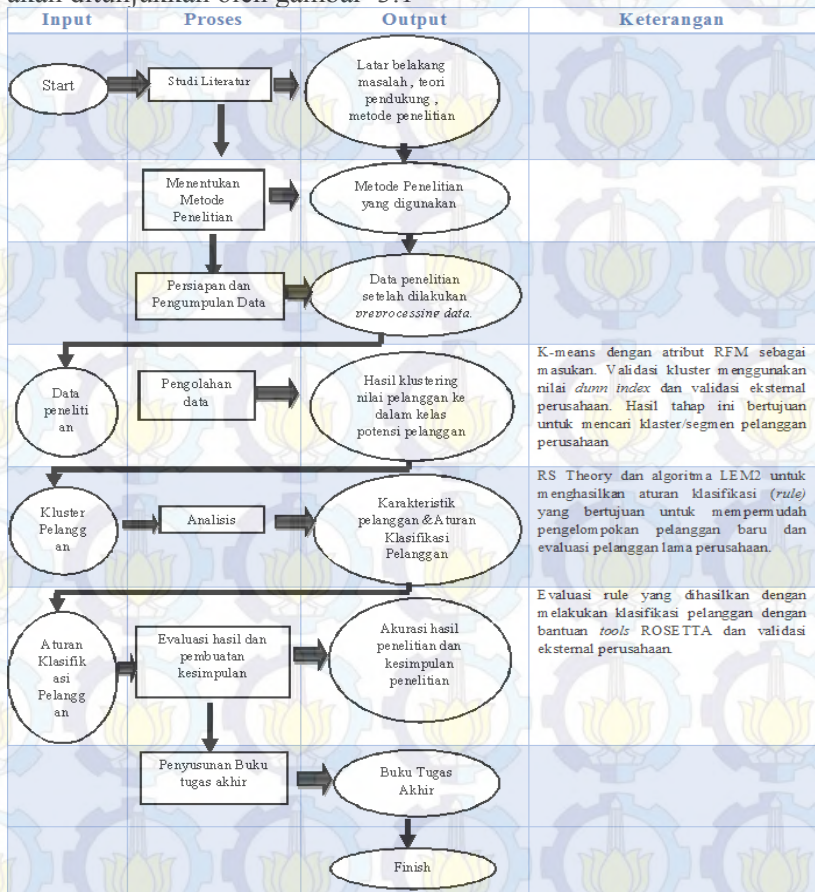 akan ditunjukkan oleh gambar 3.1
Input
Proses
Output
Keterangan
Start
Studi Literatur
Latar belakang
masalah , teori
pendukung ,
metode penelitian
Menentukan
Metode
Penelitian
Metode Penelitian
yang digunakan
Persiapan dan
Pengumpulan Data
Data penelitian
setelah dilakukan
preprocessing data.
Data
peneliti
an
Pengolahan
data
Hasil klustering
nilai pelanggan ke
dalam kelas
potensi pelanggan
K-means dengan atribut RFM sebagai
masukan. Validasi kluster menggunakan
nilai dunn index dan validasi eksternal
perusahaan. Hasil tahap ini bertujuan
untuk mencari klaster/segmen pelanggan
perusahaan
Kluster
Pelangg
an
Analisis
Karakteristik
pelanggan &Aturan
Klasifikasi
Pelanggan
RS Theory dan algoritma LEM2 untuk
menghasilkan aturan klasifikasi (rule)
yang bertujuan untuk mempermudah
pengelompokan pelanggan baru dan
evaluasi pelanggan lama perusahaan.
Aturan
Klasifik
asi
Pelangg
an
Evaluasi hasil dan
pembuatan
kesimpulan
Akurasi hasil
penelitian dan
kesimpulan
penelitian
Evaluasi rule yang dihasilkan dengan
melakukan klasifikasi pelanggan dengan
bantuan tools ROSETTA dan validasi
eksternal perusahaan.
Penyusunan Buku
tugas akhir
Buku Tugas
Akhir
Finish